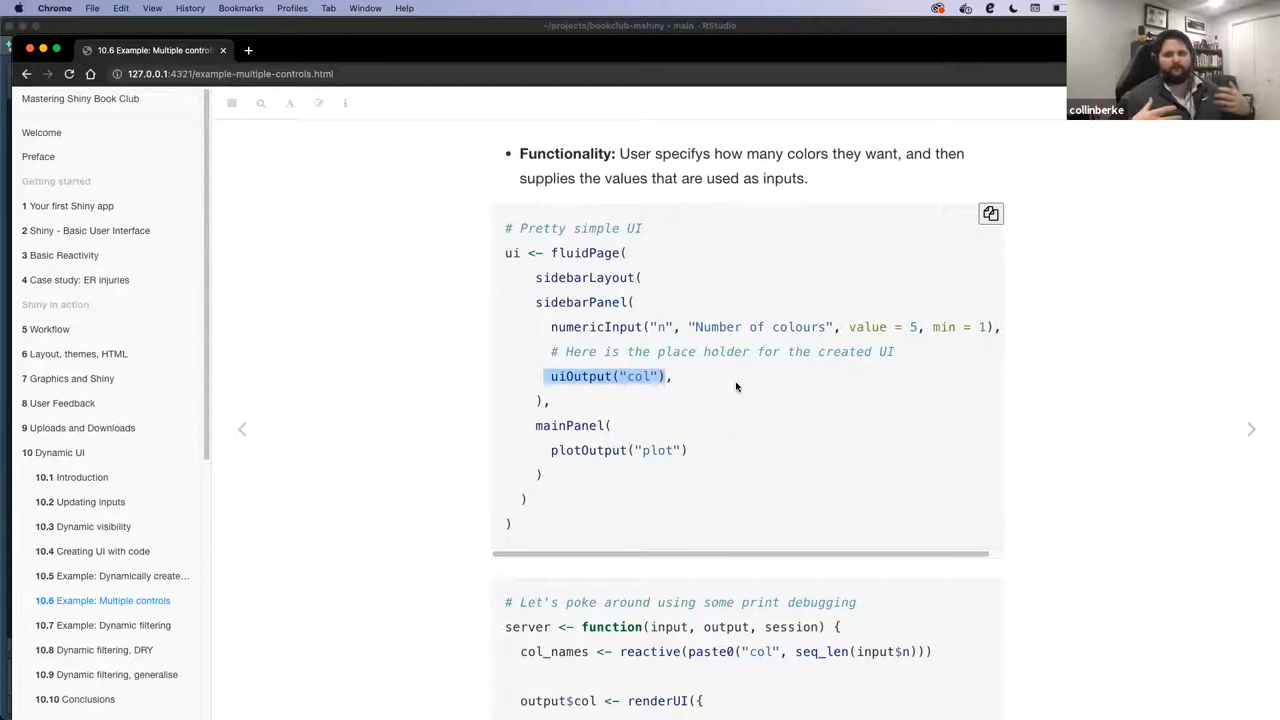 Chrome File Edit View History Bookmarks Profiles Tab Window Help
~/projects/bookclub-mshiny - main - RStudio
10.6 Example: Multiple control
127.0.0.1:4321/example-multiple-controls.html
collinberke
Mastering Shiny Book Club
Welcome
Preface
Getting started
1 Your first Shiny app
2 Shiny - Basic User Interface
3 Basic Reactivity
4 Case study: ER injuries
Shiny in action
5 Workflow
6 Layout, themes, HTML
7 Graphics and Shiny
8 User Feedback
9 Uploads and Downloads
10 Dynamic UI
10.1 Introduction
10.2 Updating inputs
10.3 Dynamic visibility
10.4 Creating UI with code
10.5 Example: Dynamically create...
10.6 Example: Multiple controls
10.7 Example: Dynamic filtering
10.8 Dynamic filtering, DRY
10.9 Dynamic filtering, generalise
10.10 Conclusions
• Functionality: User specifys how many colors they want, and then
supplies the values that are used as inputs.
# Pretty simple UI
ui <- fluidPage(
sidebarLayout(
sidebarPanel(
numericInput("n", "Number of colours", value = 5, min = 1),
# Here is the place holder for the created UI
uiOutput("col"),
),
mainPanel(
plotOutput("plot")
)
)
)
# Let's poke around using some print debugging
server <- function(input, output, session) {
col_names <- reactive(paste0("col", seq_len(input$n)))
output$col <- renderUI({